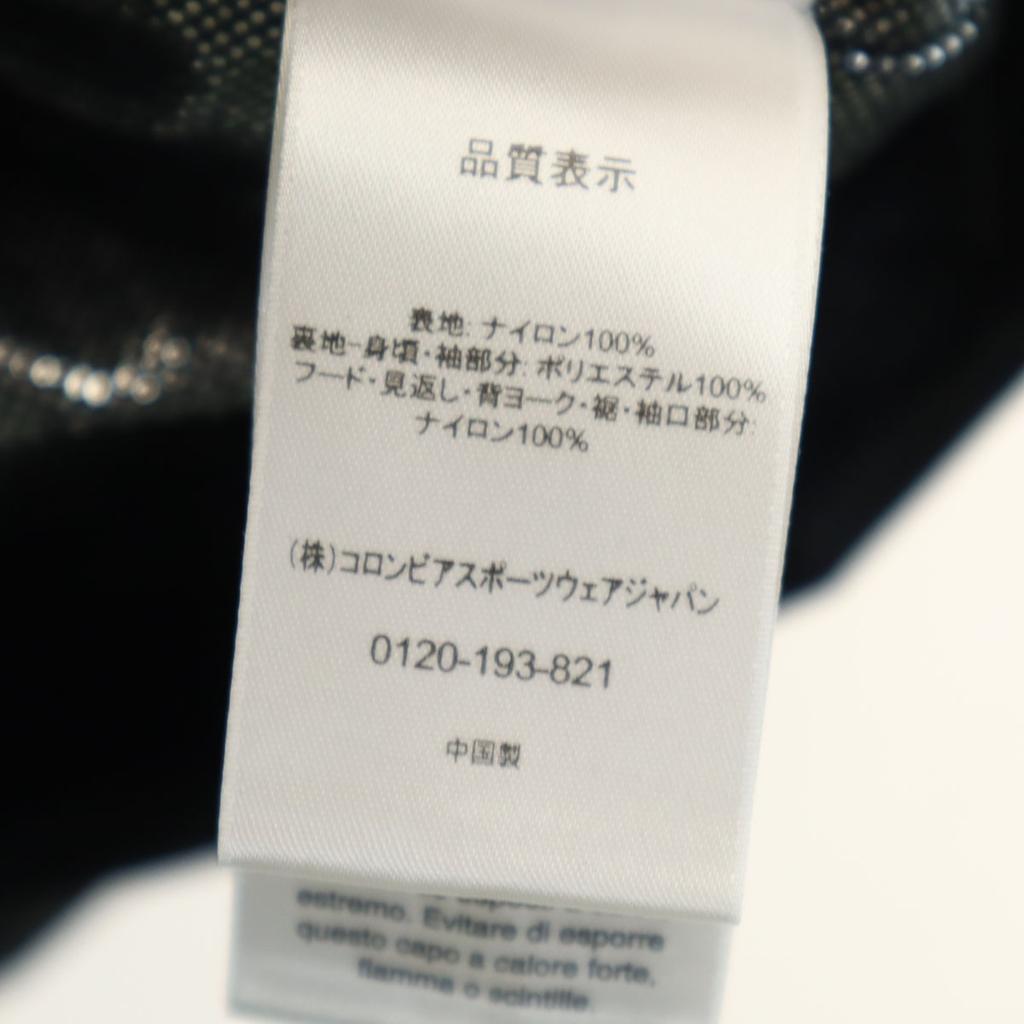 品質表示
表地: ナイロン100%
裏地-身頃・袖部分: ポリエステル100%
フード・見返し・背ヨーク・裾・袖口部分:
ナイロン100%
(株)コロンビアスポーツウェアジャパン
0120-193-821
中国製
estremo. Evitare di esporre
questo capo a calore forte,
fiamma o scintille.